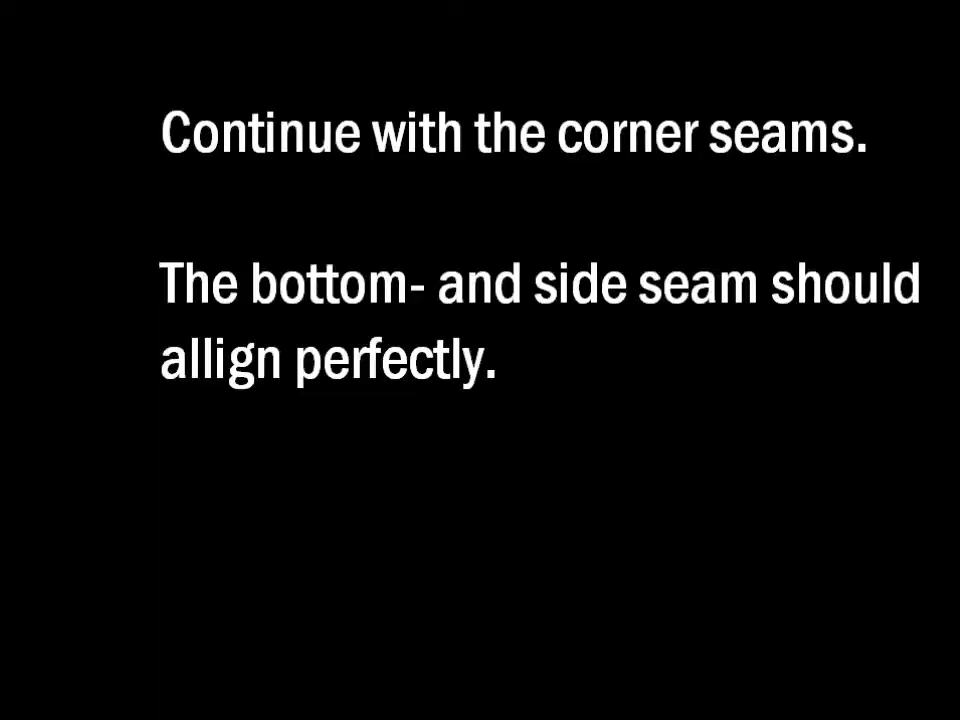 Continue with the corner seams.
The bottom- and side seam should
allign perfectly.